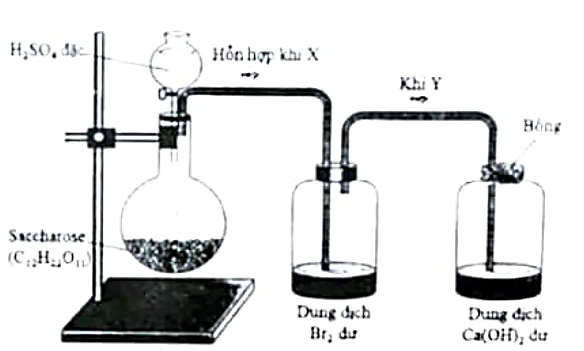 H₂SO₄ đặc
Hỗn hợp khí X
Khí Y
Bông
Saccharose
(C₁₂H₂₂O₁₁)
Dung dịch
Br₂ dư
Dung dịch
Ca(OH)₂ dư